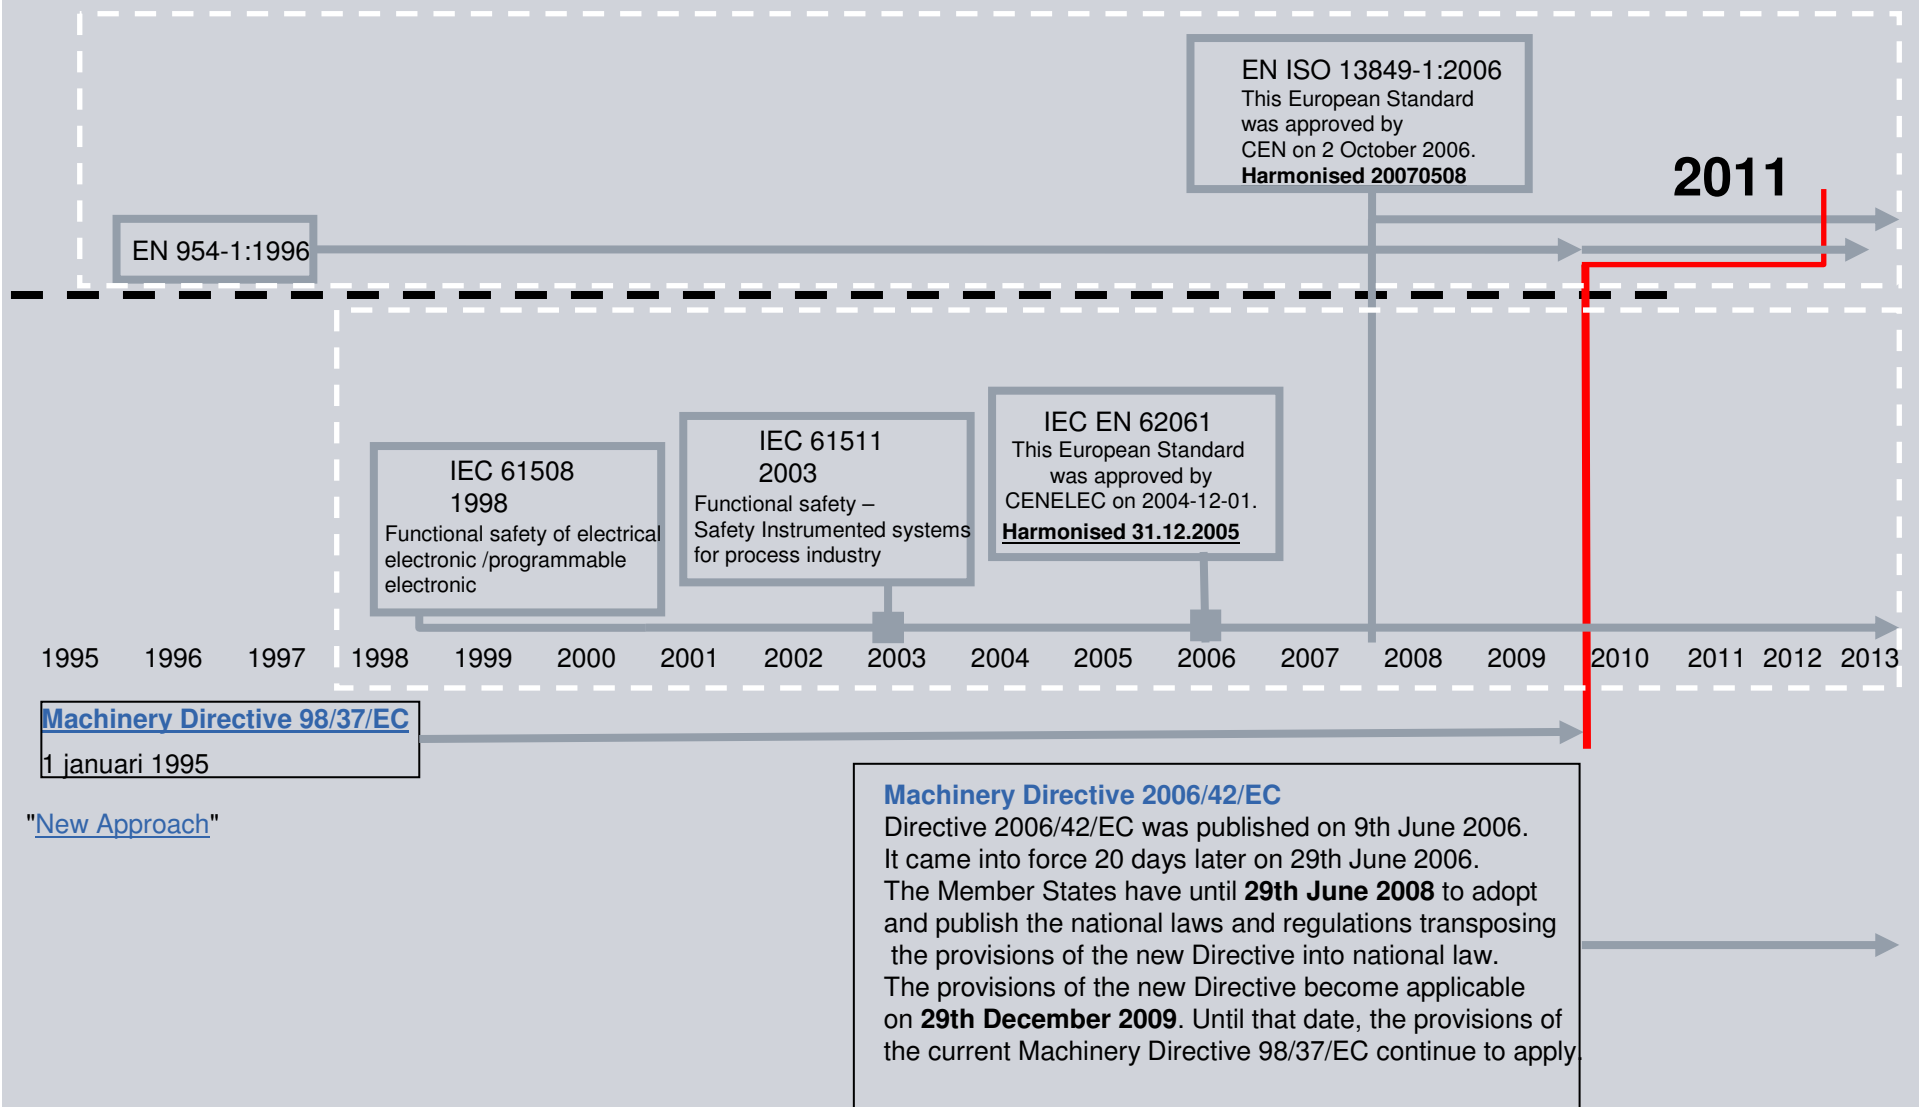 EN ISO 13849-1:2006
This European Standard
was approved by
CEN on 2 October 2006.
Harmonised 20070508
2011
EN 954-1:1996
IEC EN 62061
This European Standard
was approved by
CENELEC on 2004-12-01.
Harmonised 31.12.2005
IEC 61511
2003
Functional safety –
Safety Instrumented systems
for process industry
IEC 61508
1998
Functional safety of electrical
electronic /programmable
electronic
1995 1996 1997 1998 1999 2000 2001 2002 2003 2004 2005 2006 2007 2008 2009 2010 2011 2012 2013
Machinery Directive 98/37/EC
1 januari 1995
"New Approach"
Machinery Directive 2006/42/EC
Directive 2006/42/EC was published on 9th June 2006.
It came into force 20 days later on 29th June 2006.
The Member States have until 29th June 2008 to adopt
and publish the national laws and regulations transposing
the provisions of the new Directive into national law.
The provisions of the new Directive become applicable
on 29th December 2009. Until that date, the provisions of
the current Machinery Directive 98/37/EC continue to apply.